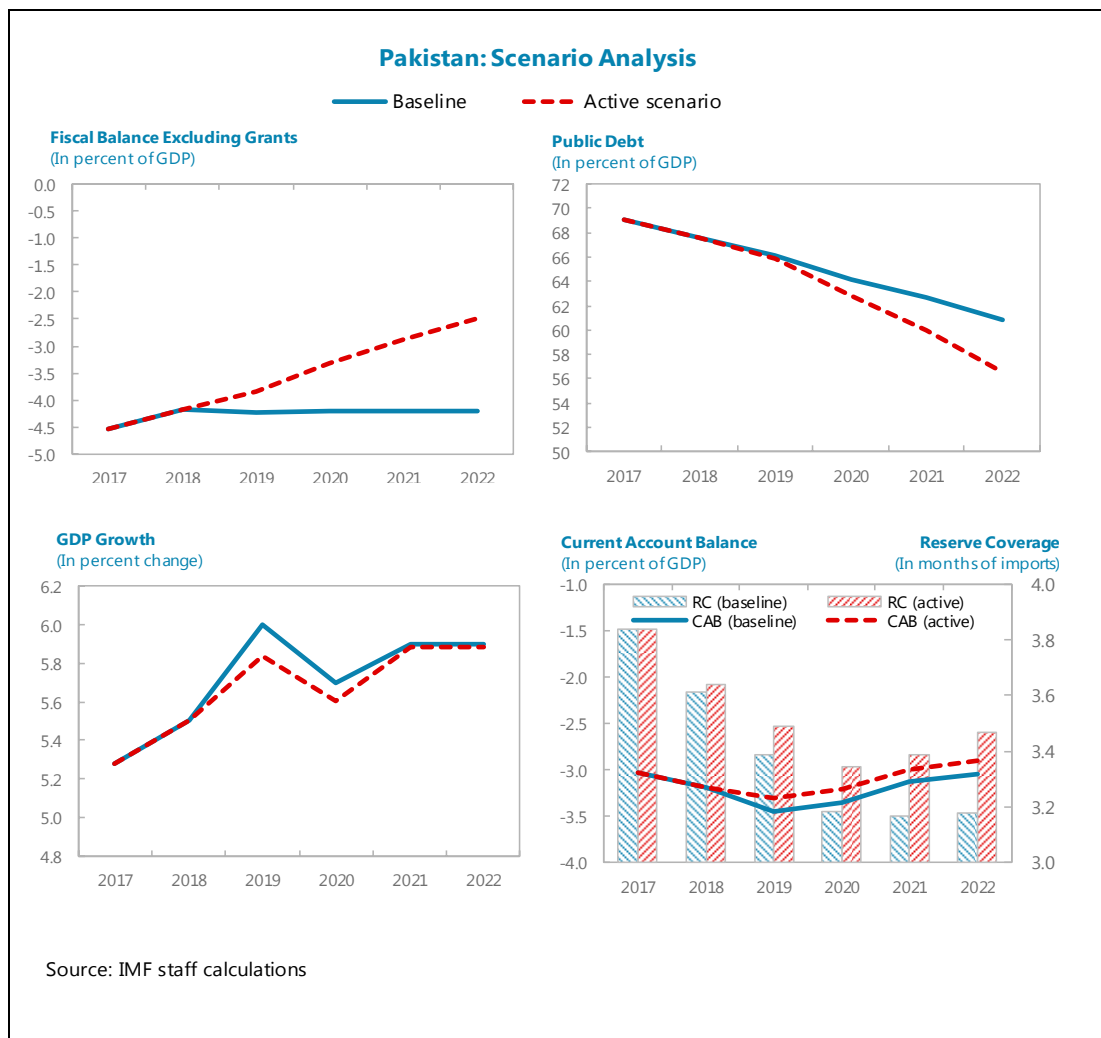 Pakistan: Scenario Analysis
Baseline
Active scenario
Fiscal Balance Excluding Grants
(In percent of GDP)
0.0
-0.5
-1.0
-1.5
-2.0
-2.5
-3.0
-3.5
-4.0
-4.5
-5.0
2017 2018 2019 2020 2021 2022
Public Debt
(In percent of GDP)
72
70
68
66
64
62
60
58
56
54
52
50
2017 2018 2019 2020 2021 2022
GDP Growth
(In percent change)
6.2
6.0
5.8
5.6
5.4
5.2
5.0
4.8
2017 2018 2019 2020 2021 2022
Current Account Balance
(In percent of GDP)
Reserve Coverage
(In months of imports)
RC (baseline)
RC (active)
CAB (baseline)
CAB (active)
-1.0
-1.5
-2.0
-2.5
-3.0
-3.5
-4.0
4.0
3.8
3.6
3.4
3.2
3.0
2017 2018 2019 2020 2021 2022
Source: IMF staff calculations